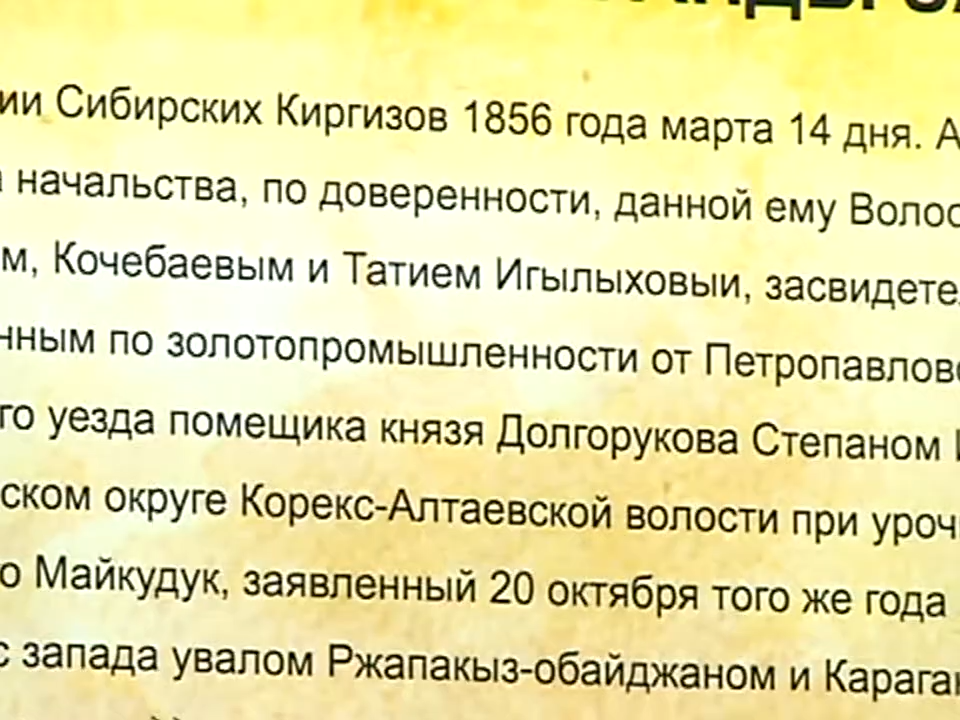 ии Сибирских Киргизов 1856 года марта 14 дня. А
начальства, по доверенности, данной ему Волос
м, Кочебаевым и Татием Игылыховыи, засвидете
нным по золотопромышленности от Петропавлов
го уезда помещика князя Долгорукова Степаном
ском округе Корекс-Алтаевской волости при уроч
о Майкудук, заявленный 20 октября того же года
с запада увалом Ржапакыз-обайджаном и Караган